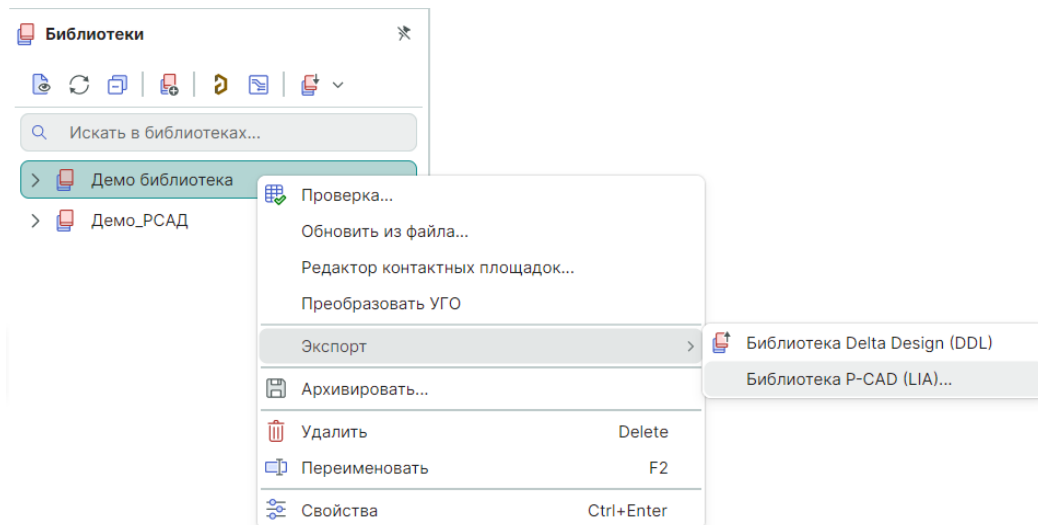 Библиотеки
Искать в библиотеках...
Демо библиотека
Демо_РСАД
Проверка...
Обновить из файла...
Редактор контактных площадок...
Преобразовать УГО
Экспорт
Библиотека Delta Design (DDL)
Библиотека P-CAD (LIA)...
Архивировать...
Удалить Delete
Переименовать F2
Свойства Ctrl+Enter